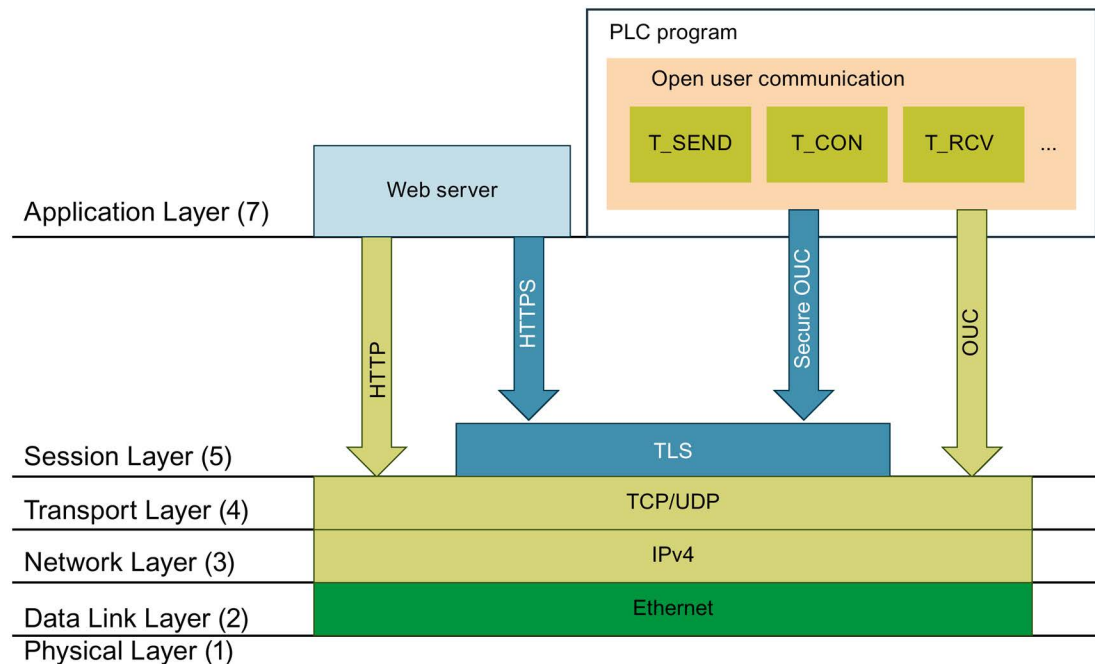 PLC program
Open user communication
T_SEND
T_CON
T_RCV
...
Web server
Application Layer (7)
HTTP
HTTPS
Secure OUC
OUC
Session Layer (5)
TLS
Transport Layer (4)
TCP/UDP
Network Layer (3)
IPv4
Data Link Layer (2)
Ethernet
Physical Layer (1)